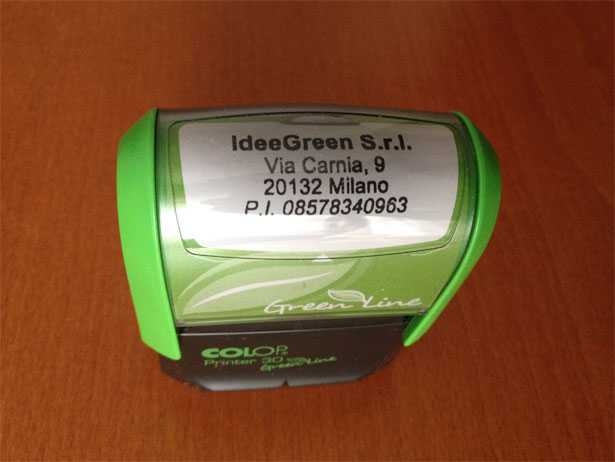 IdeeGreen S.r.l.
Via Carnia, 9
20132 Milano
P.I. 08578340963
Green Line
COLOP®
Printer 30 Green Line